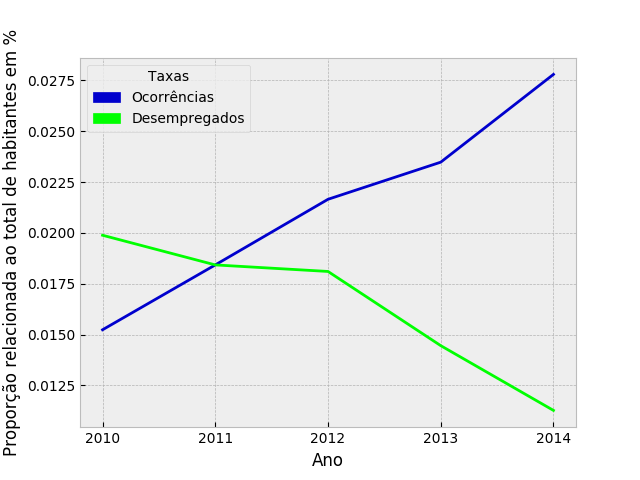 Proporção relacionada ao total de habitantes em %
0.0275
0.0250
0.0225
0.0200
0.0175
0.0150
0.0125
Taxas
Ocorrências
Desempregados
2010 2011 2012 2013 2014
Ano